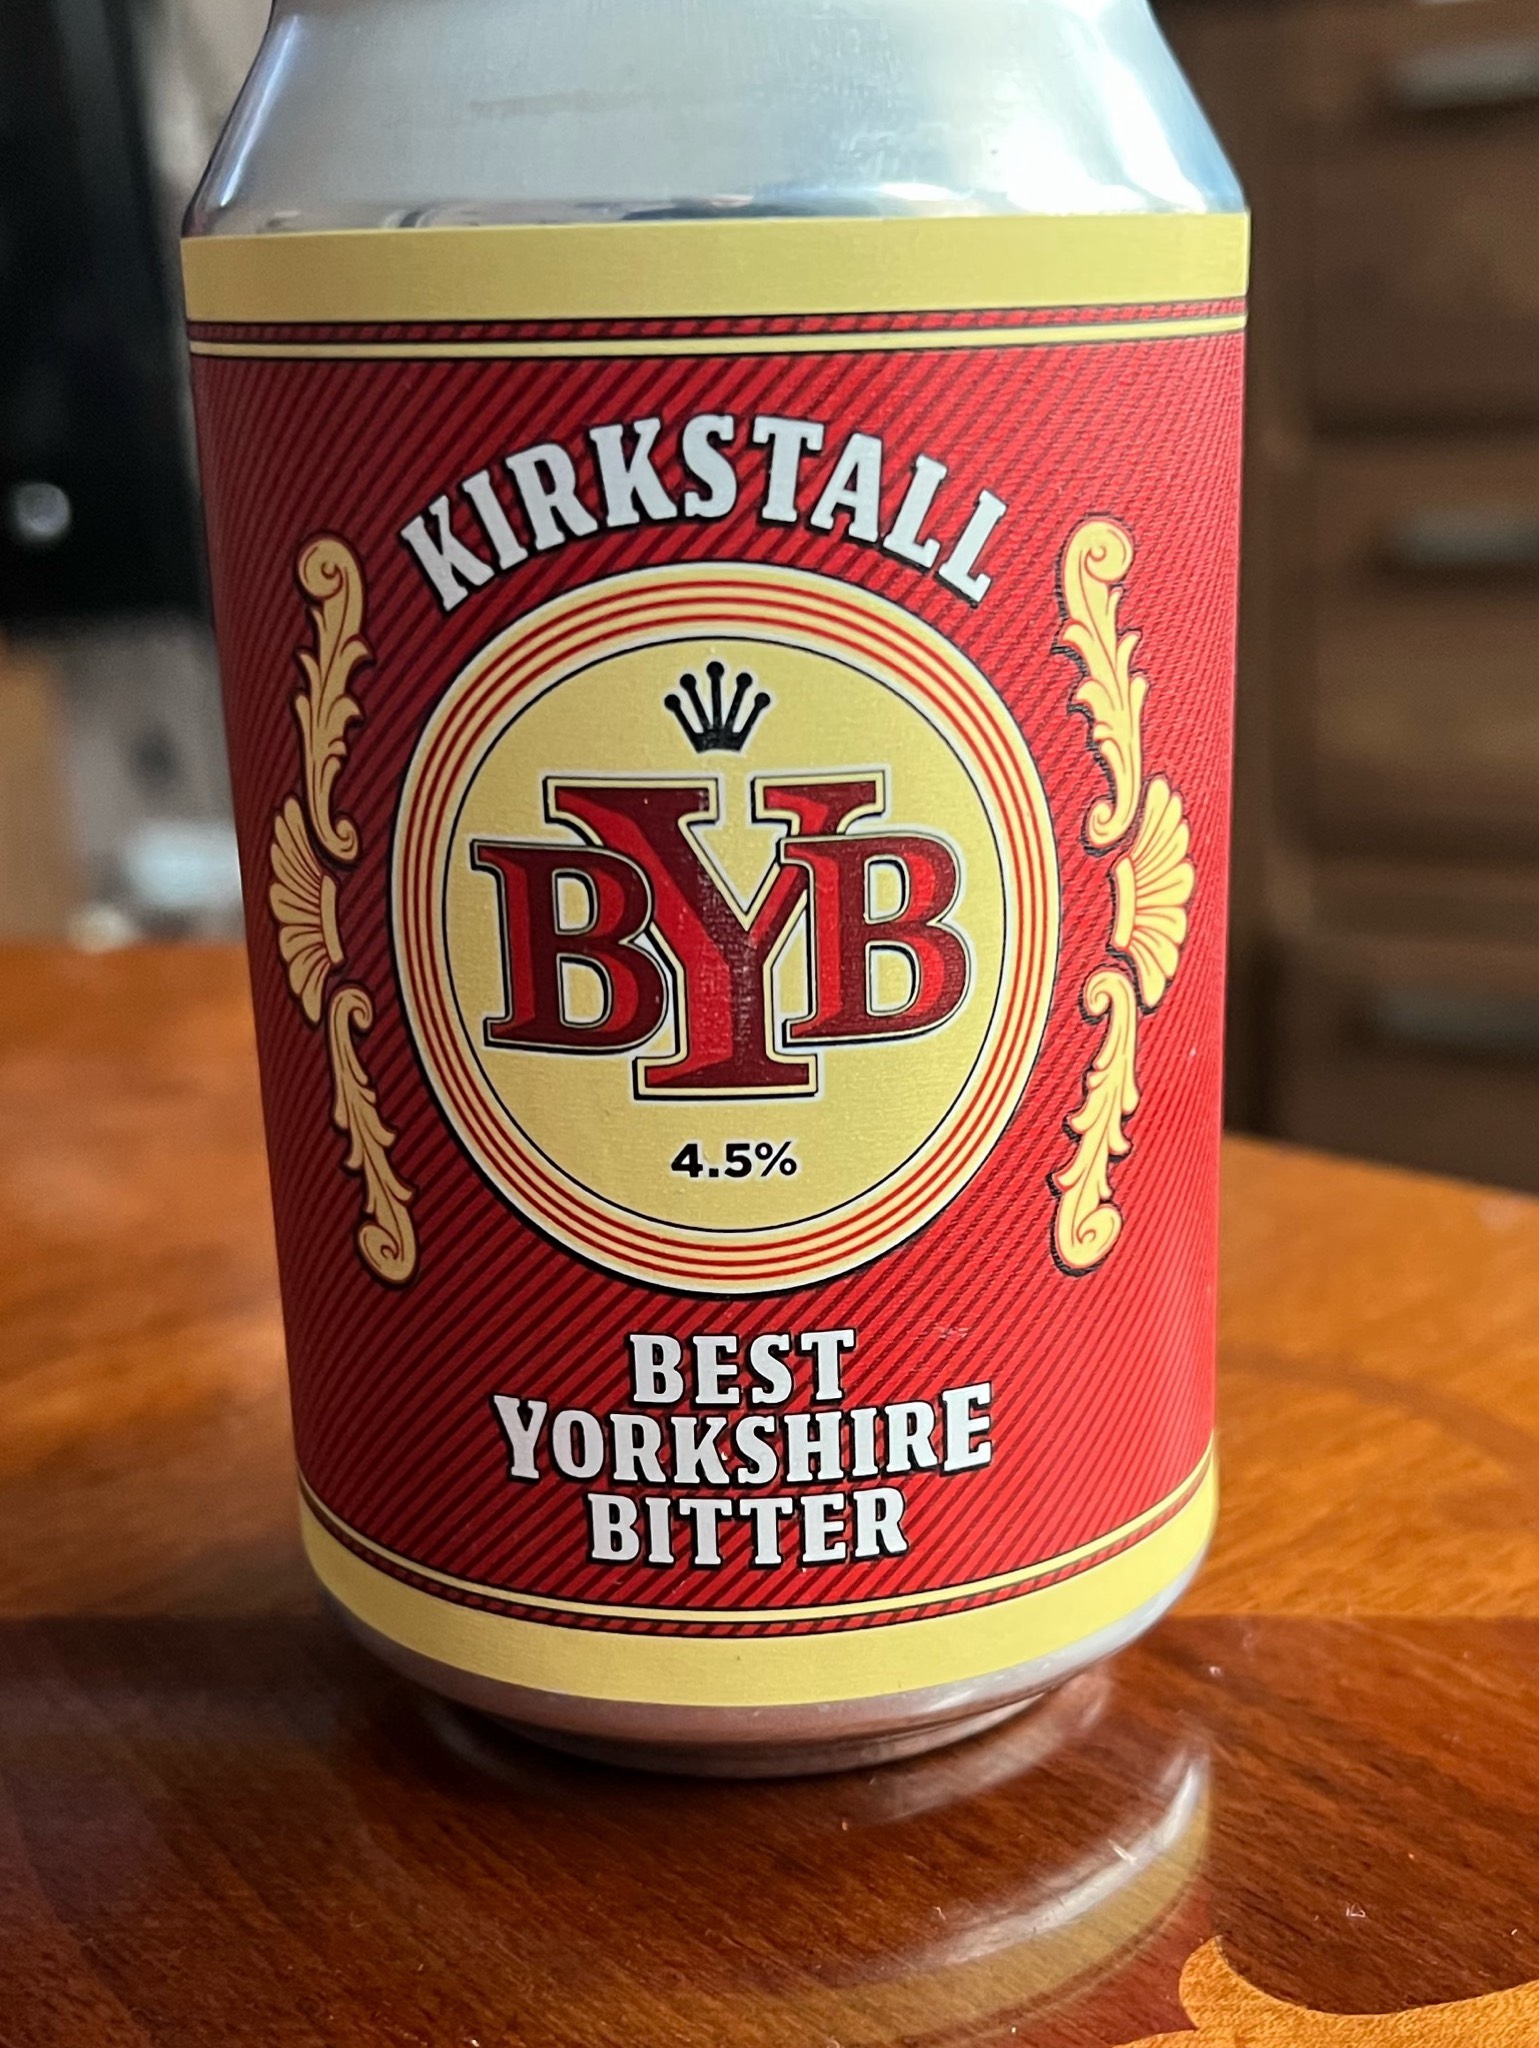 KIRKSTALL
BYB
4.5%
BEST
YORKSHIRE
BITTER